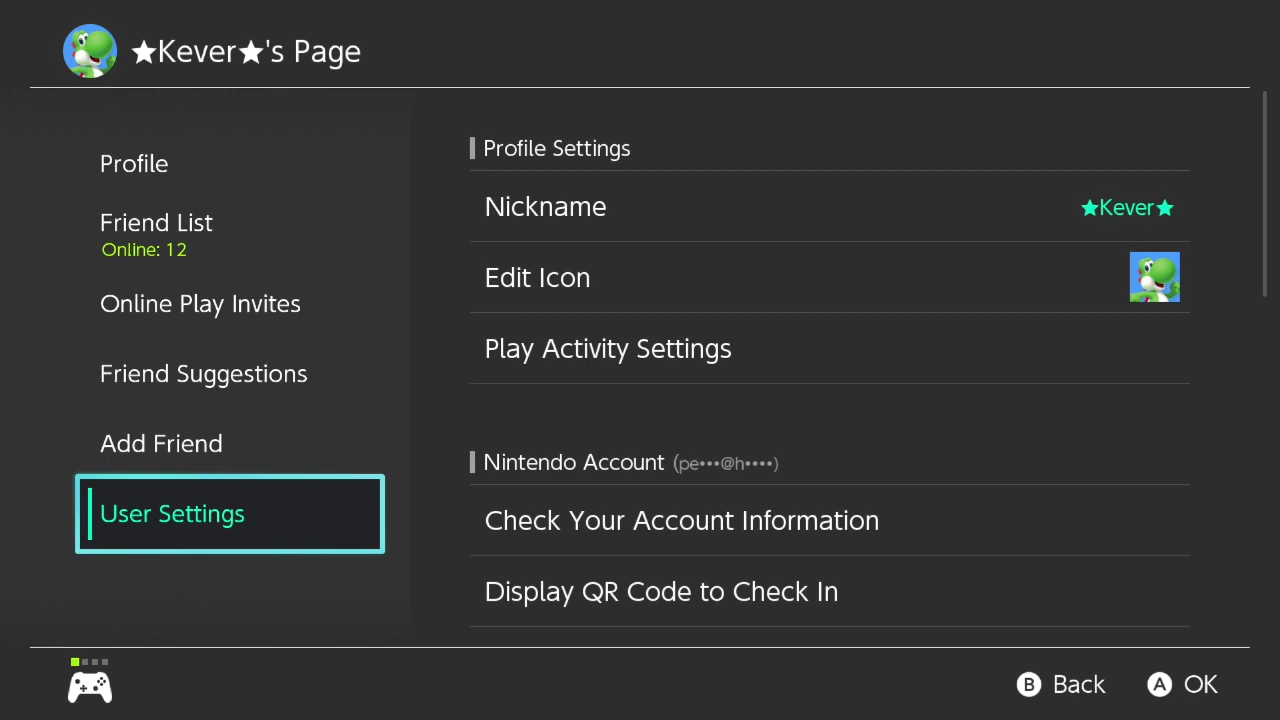 ★Kever★'s Page
Profile
Friend List
Online: 12
Online Play Invites
Friend Suggestions
Add Friend
User Settings
Profile Settings
Nickname ★Kever★
Edit Icon
Play Activity Settings
Nintendo Account (pe•••@h••••)
Check Your Account Information
Display QR Code to Check In
B Back A OK